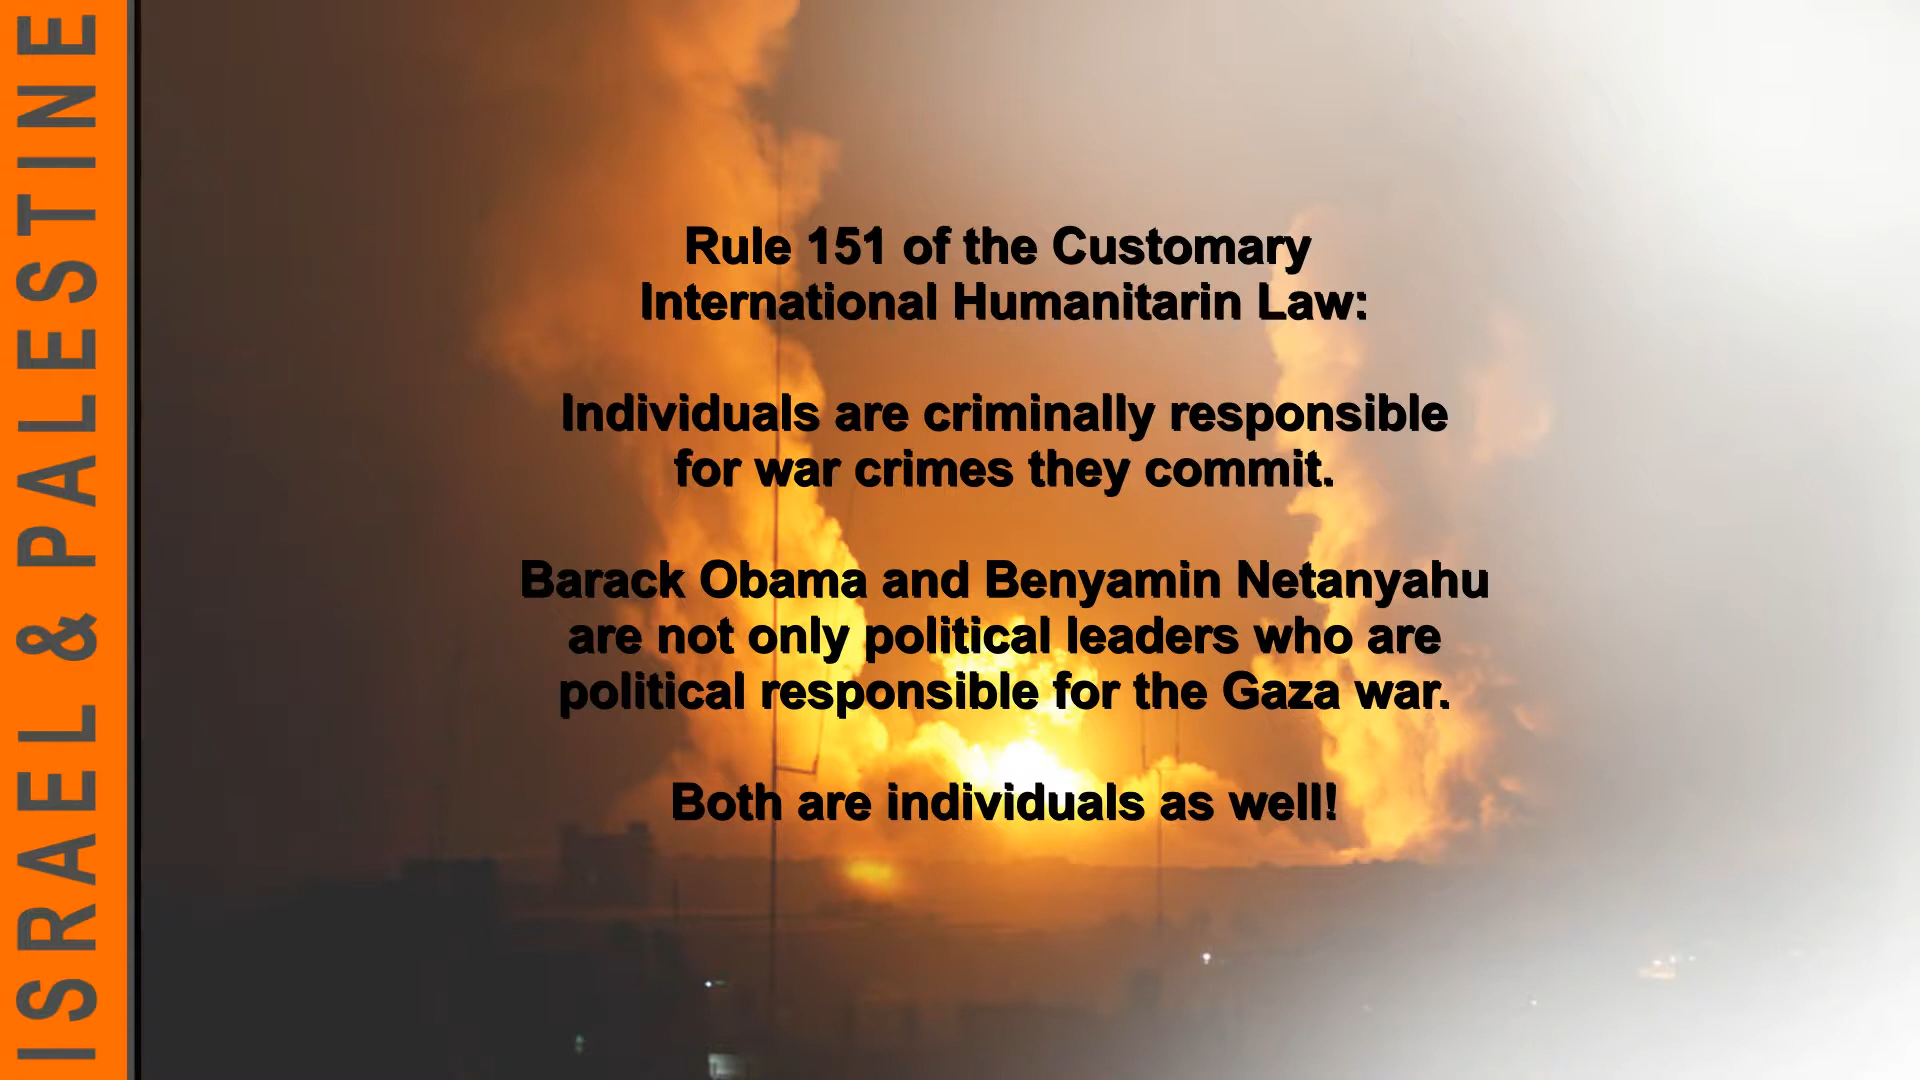 ISRAEL & PALESTINE
Rule 151 of the Customary
International Humanitarin Law:
Individuals are criminally responsible
for war crimes they commit.
Barack Obama and Benyamin Netanyahu
are not only political leaders who are
political responsible for the Gaza war.
Both are individuals as well!